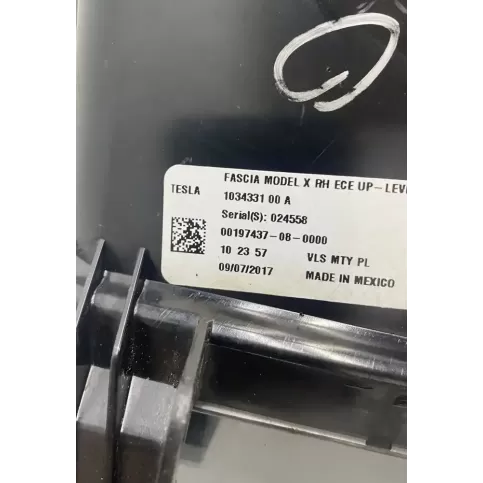 FASCIA MODEL X RH ECE UP-LEV
TESLA 1034331 00 A
Serial(S): 024558
00197437-08-0000
10 23 57 VLS MTY PL
09/07/2017 MADE IN MEXICO